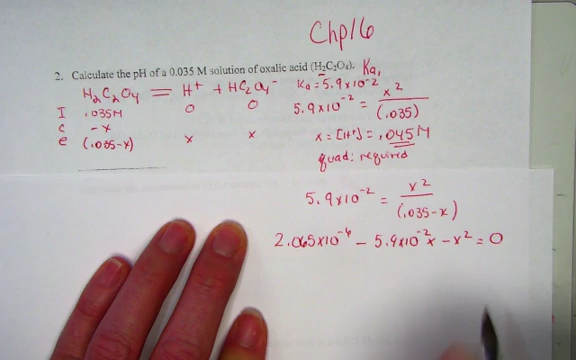 Chp16
2. Calculate the pH of a 0.035 M solution of oxalic acid (H₂C₂O₄). Ka₁
H₂C₂O₄ ⇌ H⁺ + HC₂O₄⁻ Ka = 5.9x10⁻² x²
I .035M 0 0 5.9x10⁻² = (.035)
C -x
e (.035-x) x x x = [H⁺] = .045M
quad: required
5.9x10⁻² = x²
(.035-x)
2.065x10⁻⁴ - 5.9x10⁻²x - x² = 0